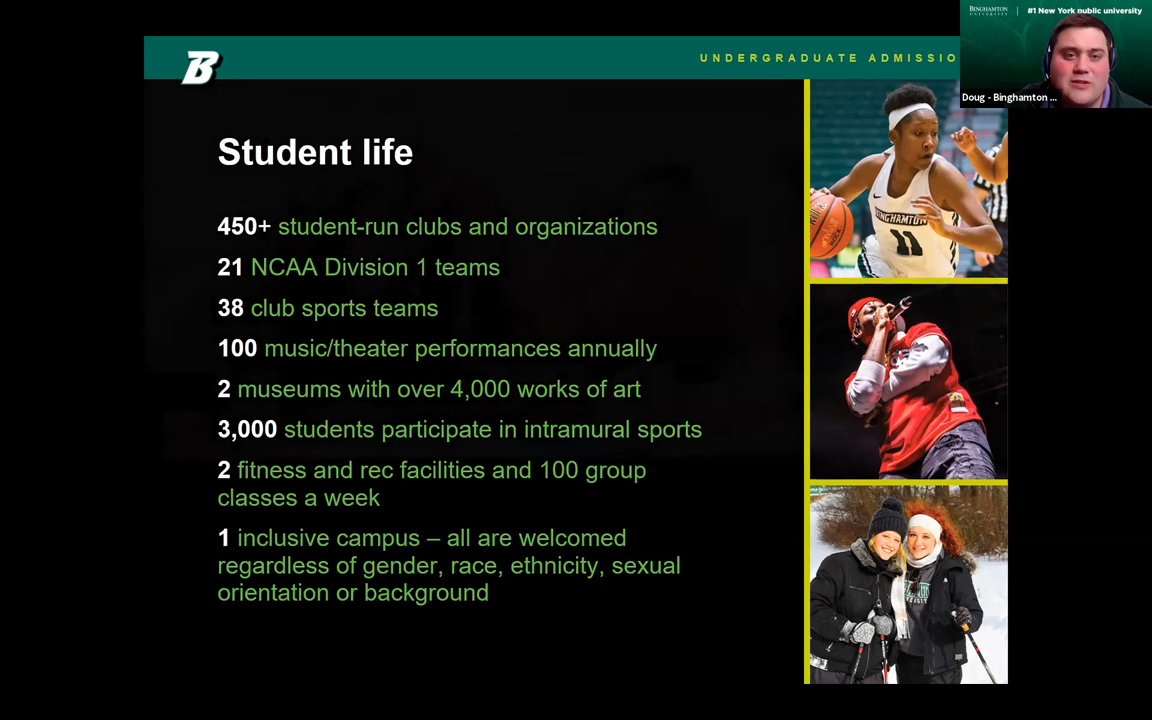 BINGHAMTON
UNIVERSITY
#1 New York public university
UNDERGRADUATE ADMISSIO
Doug - Binghamton ...
B
Student life
450+ student-run clubs and organizations
21 NCAA Division 1 teams
38 club sports teams
100 music/theater performances annually
2 museums with over 4,000 works of art
3,000 students participate in intramural sports
2 fitness and rec facilities and 100 group
classes a week
1 inclusive campus – all are welcomed
regardless of gender, race, ethnicity, sexual
orientation or background
BINGHAMTON
11